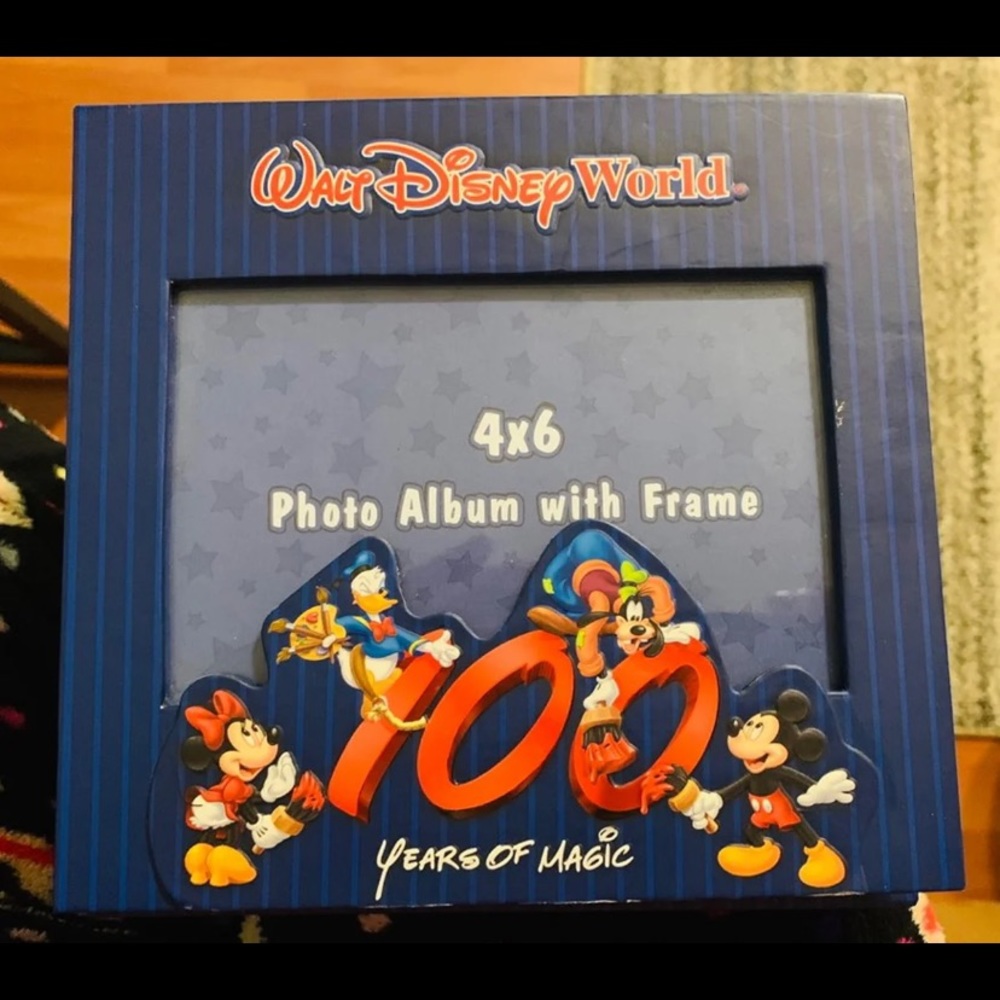 Walt Disney World
4x6
Photo Album with Frame
100
YEARS OF MAGIC